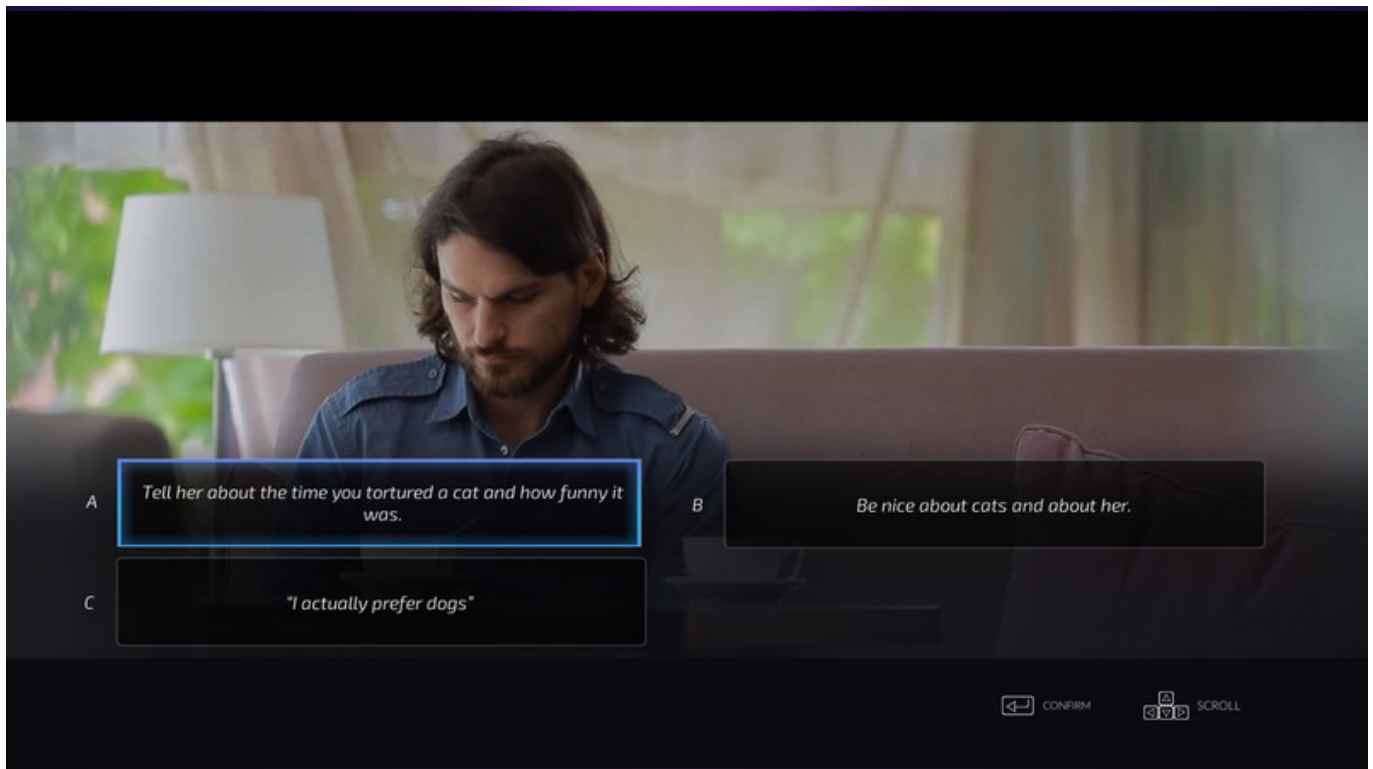 A
Tell her about the time you tortured a cat and how funny it
was.
B
Be nice about cats and about her.
C
"I actually prefer dogs"
CONFIRM
SCROLL